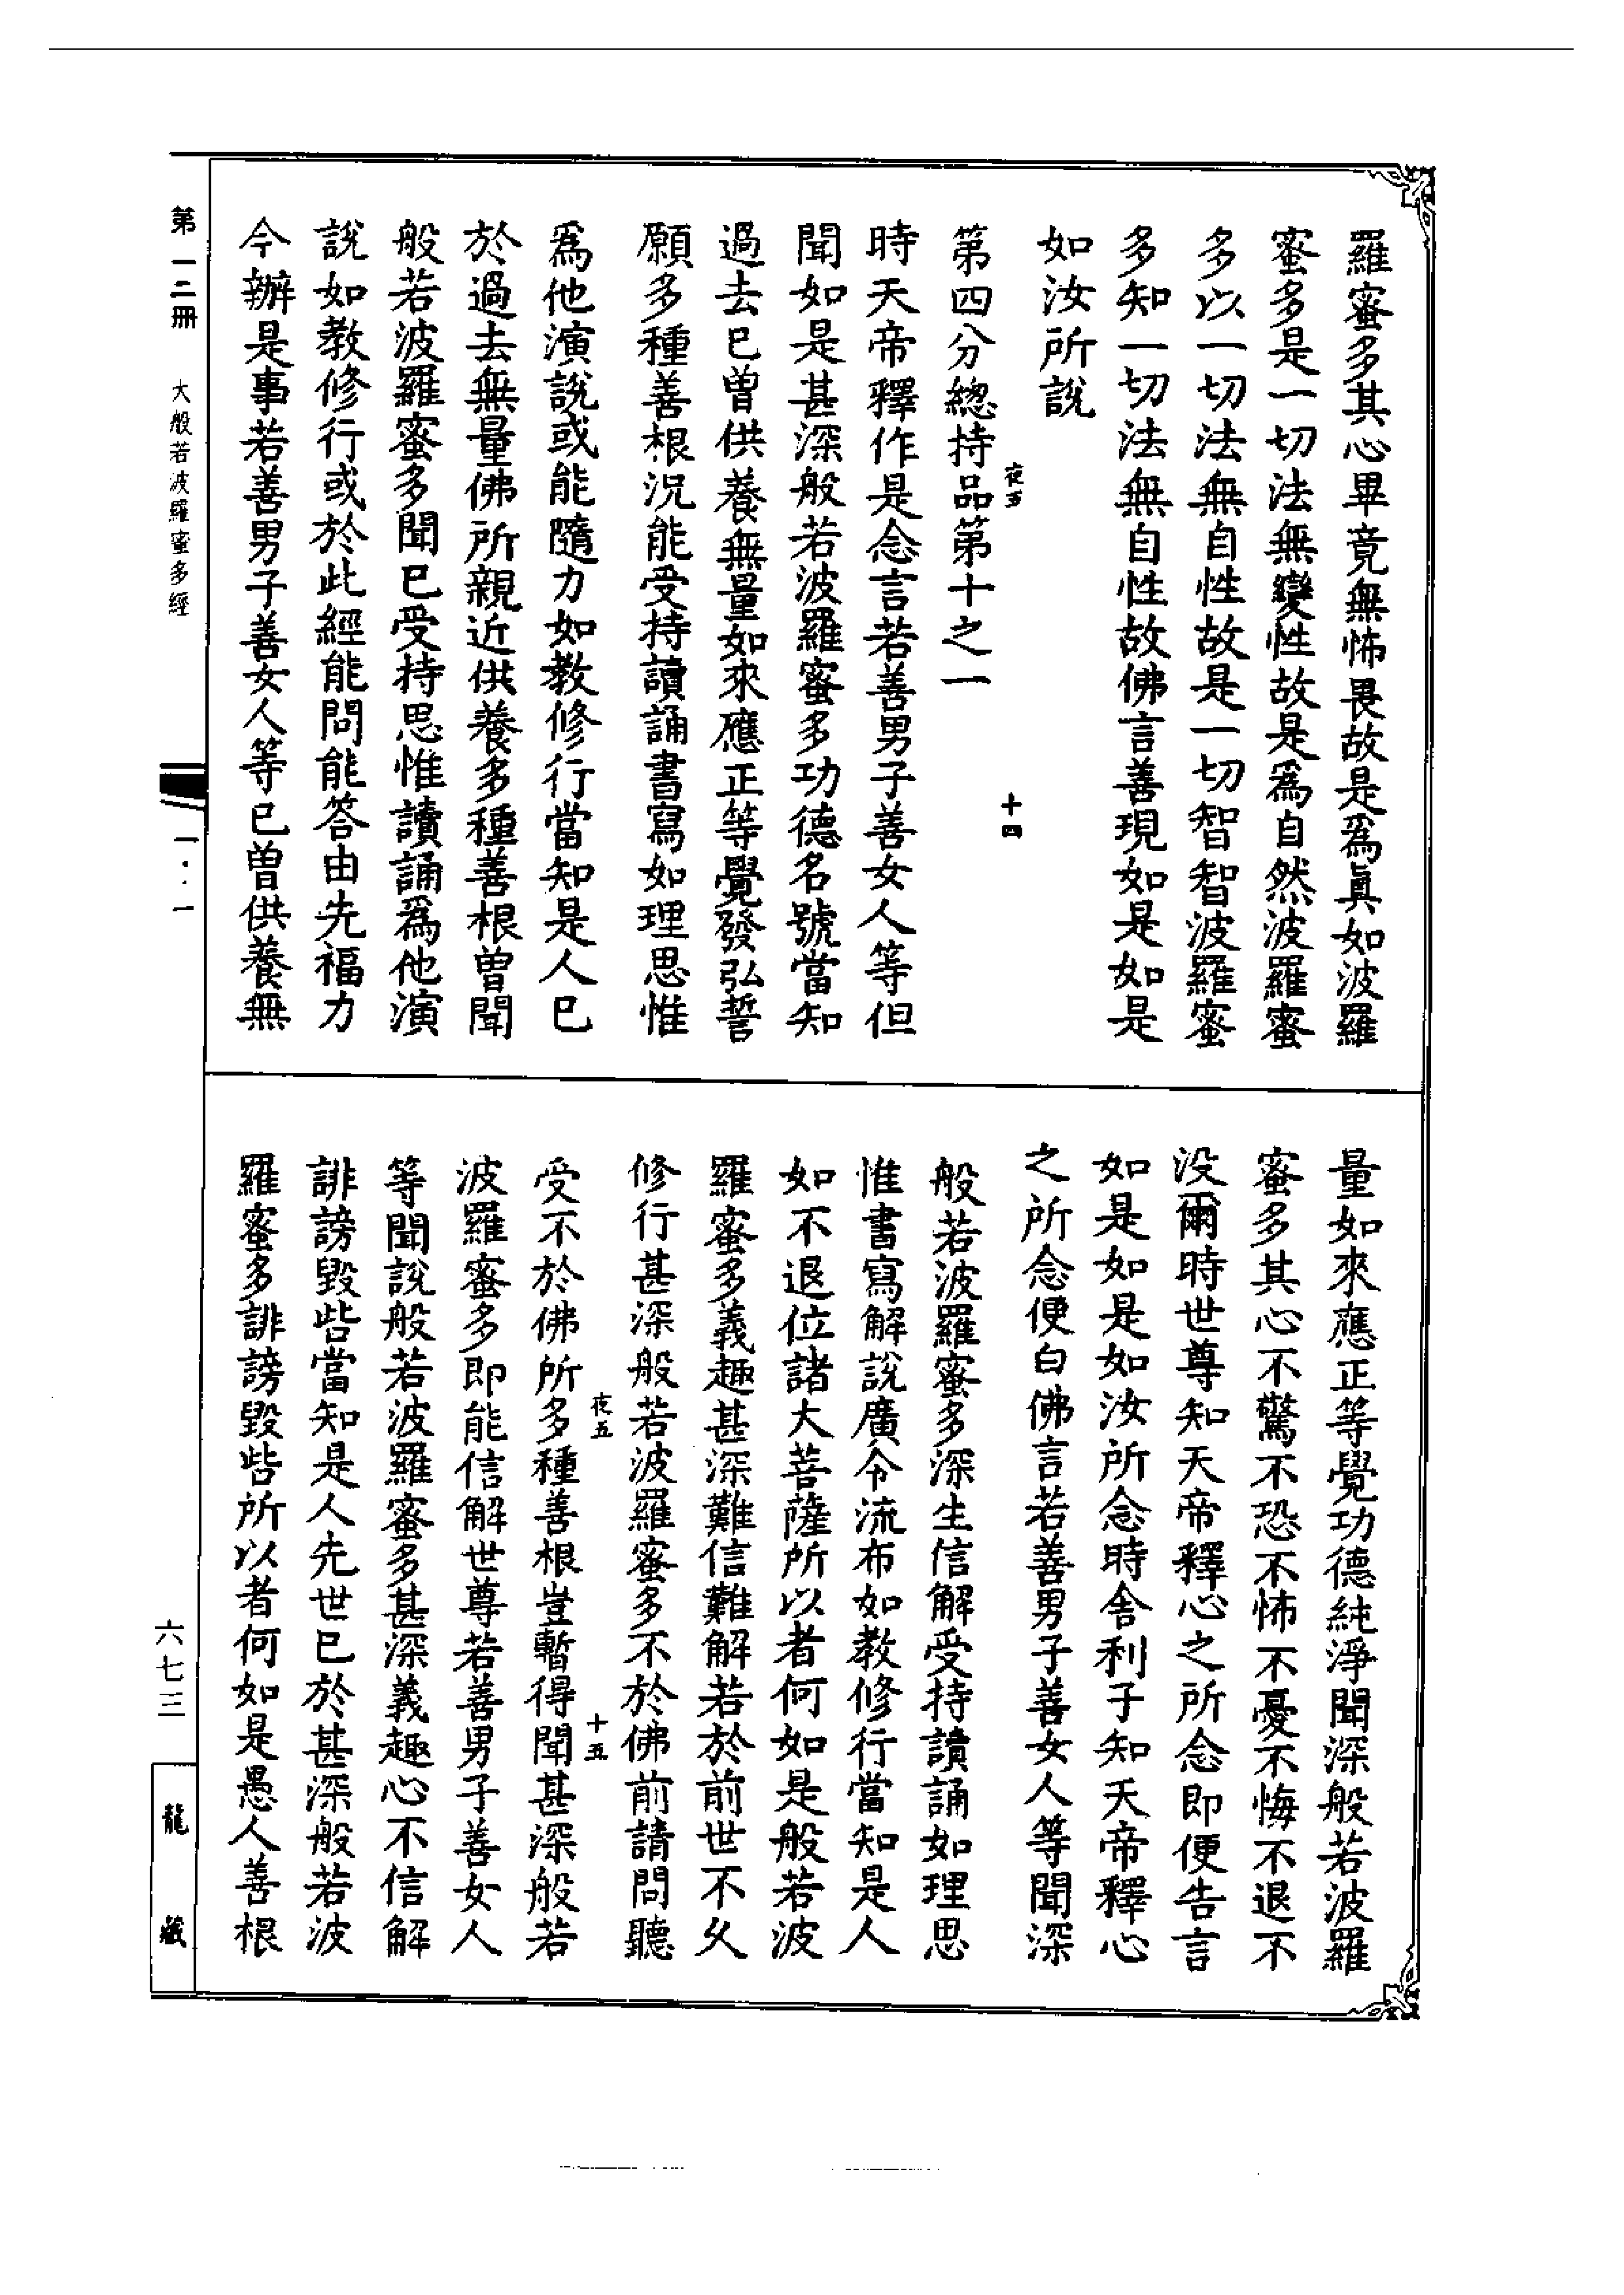 羅蜜多其心畢竟無怖畏故是爲眞如波羅
蜜多是一切法無變性故是爲自然波羅蜜
多以一切法無自性故是一切智智波羅蜜
多知一切法無自性故佛言善現如是如是
如汝所說
夜五
十四
第四分總持品第十之一
時天帝釋作是念言若善男子善女人等但
聞如是甚深般若波羅蜜多功德名號當知
過去已曾供養無量如來應正等覺發弘誓
願多種善根況能受持讀誦書寫如理思惟
爲他演說或能隨力如教修行當知是人已
於過去無量佛所親近供養多種善根曾聞
般若波羅蜜多聞已受持思惟讀誦爲他演
說如教修行或於此經能問能答由先福力
今辦是事若善男子善女人等已曾供養無
量如來應正等覺功德純淨聞深般若波羅
蜜多其心不驚不恐不怖不憂不悔不退不
没爾時世尊知天帝釋心之所念即便告言
如是如是如汝所念時舍利子知天帝釋心
之所念便白佛言若善男子善女人等聞深
般若波羅蜜多深生信解受持讀誦如理思
惟書寫解說廣令流布如教修行當知是人
如不退位諸大菩薩所以者何如是般若波
羅蜜多義趣甚深難信難解若於前世不久
修行甚深般若波羅蜜多不於佛前請問聽
夜五
十五
受不於佛所多種善根豈暫得聞甚深般若
波羅蜜多即能信解世尊若善男子善女人
等聞說般若波羅蜜多甚深義趣心不信解
誹謗毀呰當知是人先世已於甚深般若波
羅蜜多誹謗毀呰所以者何如是愚人善根
第一二冊
大般若波羅蜜多經
六七三
龍藏